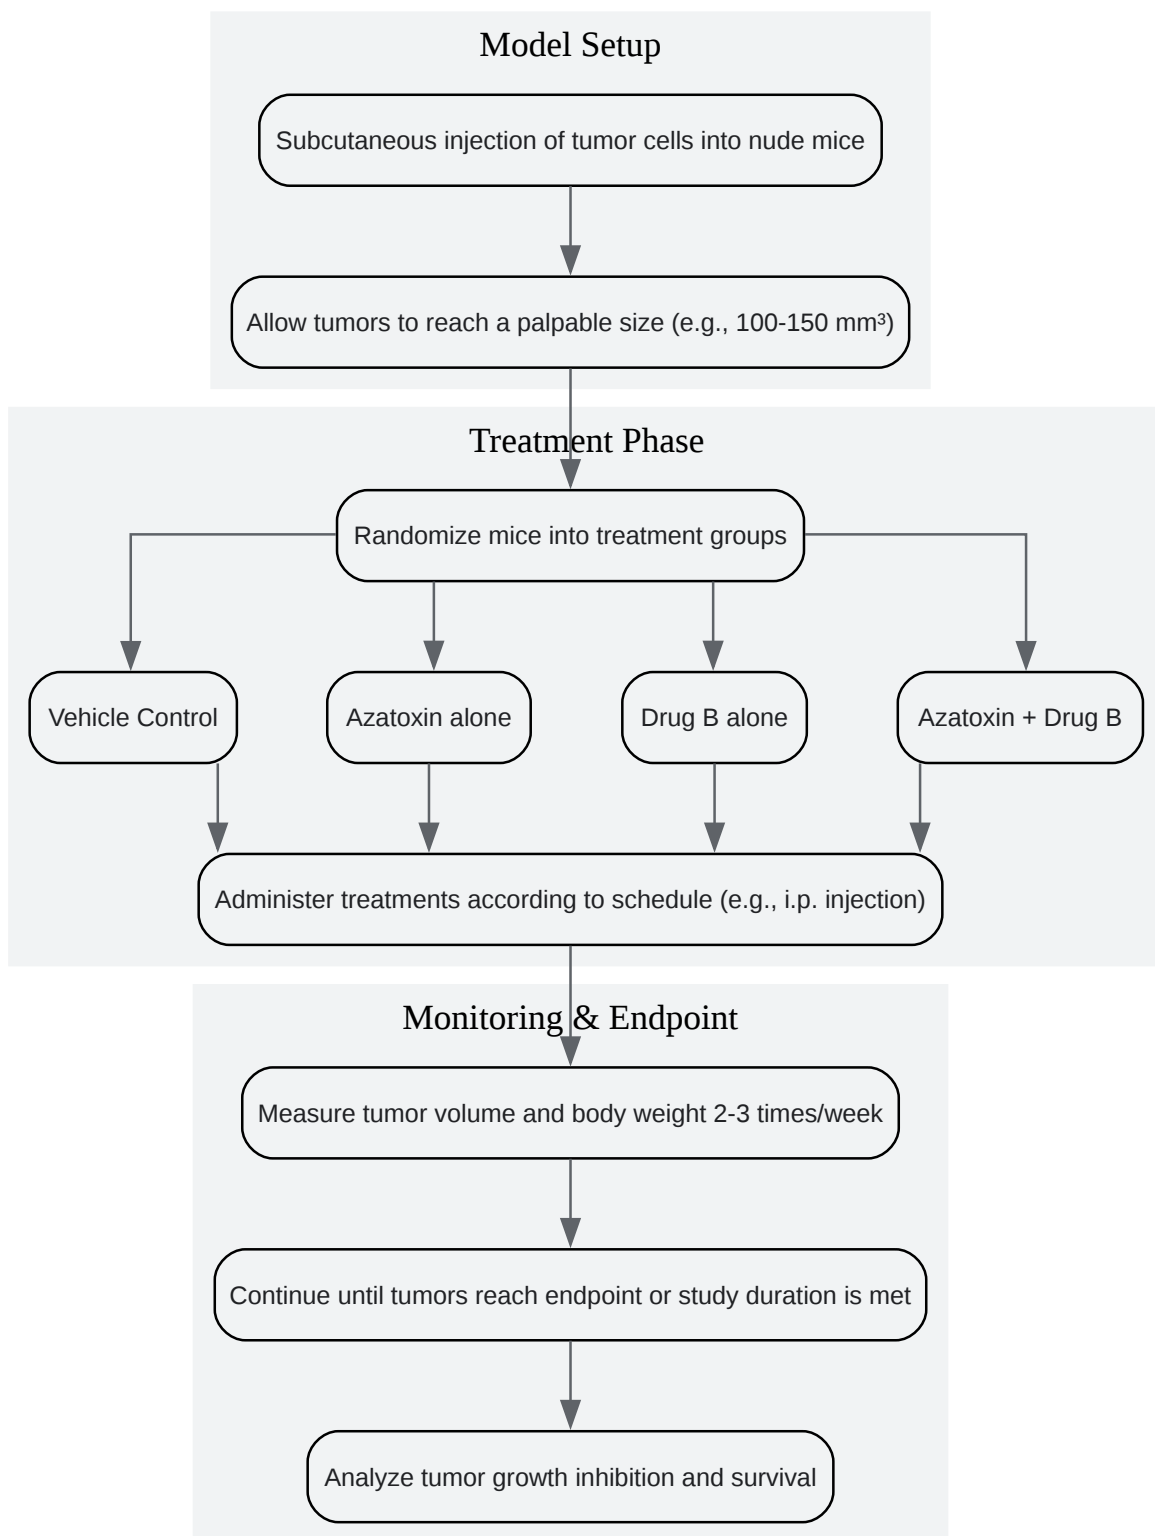 Model Setup
Subcutaneous injection of tumor cells into nude mice
Allow tumors to reach a palpable size (e.g., 100-150 mm³)
Treatment Phase
Randomize mice into treatment groups
Vehicle Control
Azatoxin alone
Drug B alone
Azatoxin + Drug B
Administer treatments according to schedule (e.g., i.p. injection)
Monitoring & Endpoint
Measure tumor volume and body weight 2-3 times/week
Continue until tumors reach endpoint or study duration is met
Analyze tumor growth inhibition and survival